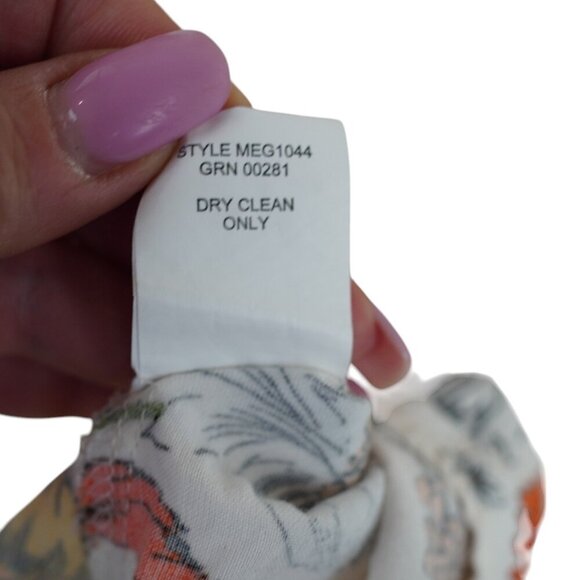 STYLE MEG1044
GRN 00281
DRY CLEAN
ONLY